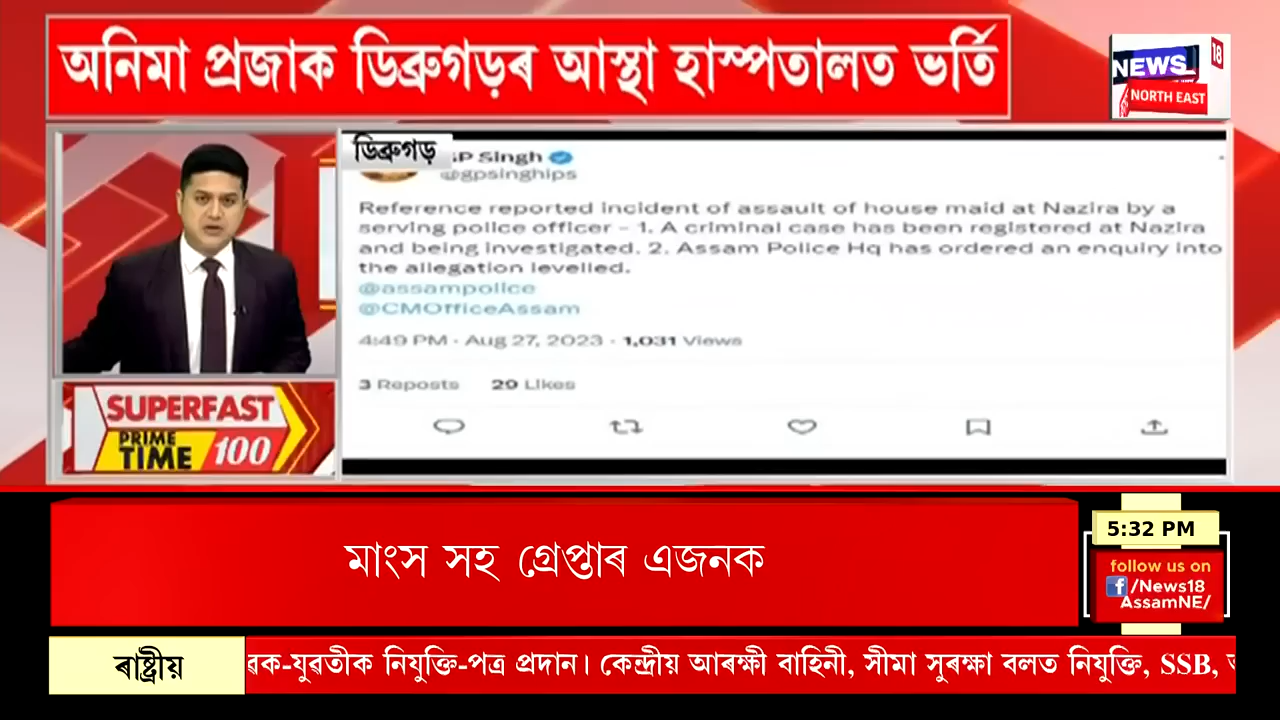 অনিমা প্ৰজাক ডিব্ৰুগড়ৰ আস্থা হাস্পতালত ভৰ্তি
NEWS 18
NORTH EAST
ডিব্ৰুগড়
Singh
@gpsinghips
Reference reported incident of assault of house maid at Nazira by a
serving police officer - 1. A criminal case has been registered at Nazira
and being investigated. 2. Assam Police Hq has ordered an enquiry into
the allegation levelled.
@assampolice
@CMOfficeAssam
4:49 PM · Aug 27, 2023 · 1,031 Views
3 Reposts 29 Likes
SUPERFAST
PRIME
TIME 100
মাংস সহ গ্ৰেপ্তাৰ এজনক
5:32 PM
follow us on
/News18
AssamNE/
ৰাষ্ট্ৰীয়
ৱক-যুৱতীক নিযুক্তি-পত্ৰ প্ৰদান। কেন্দ্ৰীয় আৰক্ষী বাহিনী, সীমা সুৰক্ষা বলত নিযুক্তি, SSB,